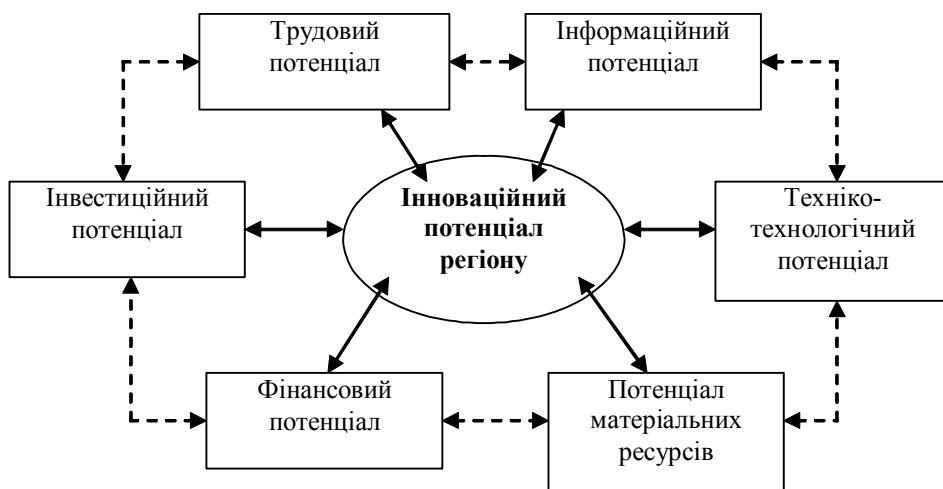 Трудовий
потенціал
Інформаційний
потенціал
Інвестиційний
потенціал
Інноваційний
потенціал
регіону
Техніко-
технологічний
потенціал
Фінансовий
потенціал
Потенціал
матеріальних
ресурсів